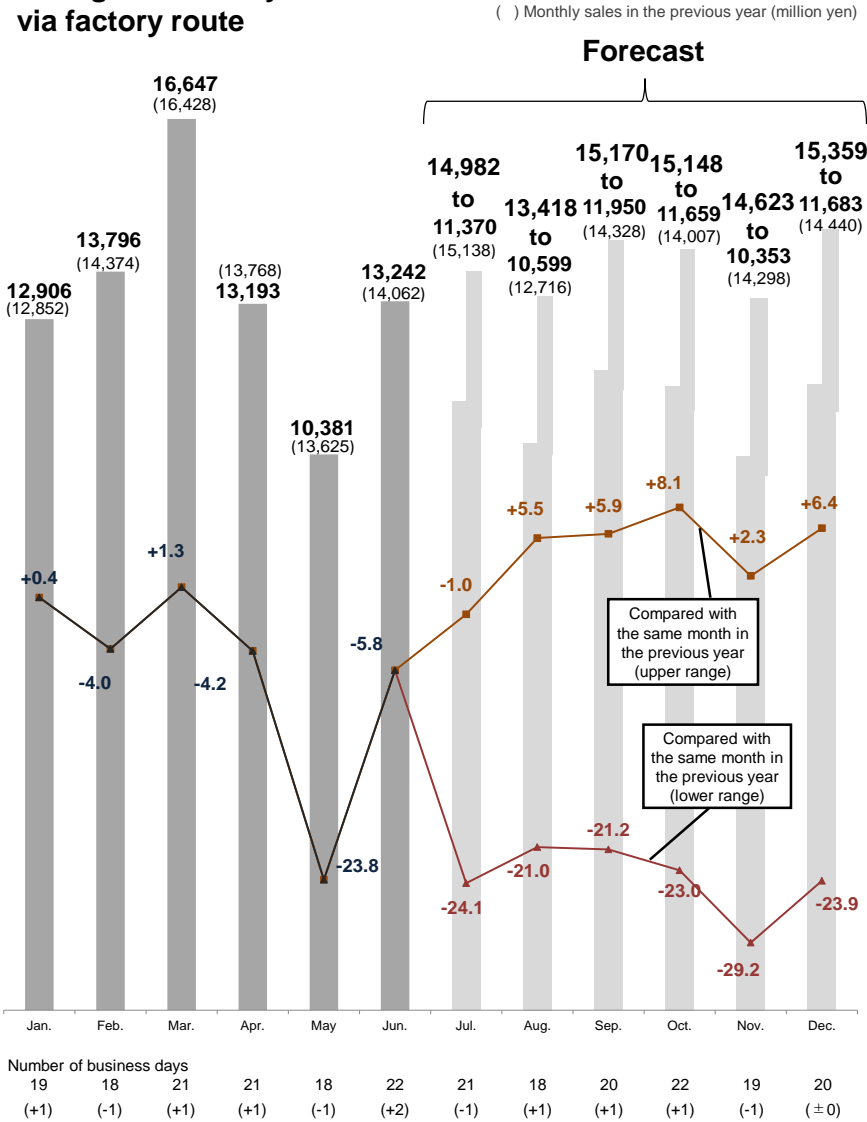 via factory route
( ) Monthly sales in the previous year (million yen)
Forecast
12,906
(12,852)
13,796
(14,374)
16,647
(16,428)
(13,768)
13,193
10,381
(13,625)
13,242
(14,062)
14,982
to
11,370
(15,138)
13,418
to
10,599
(12,716)
15,170
to
11,950
(14,328)
15,148
to
11,659
(14,007)
14,623
to
10,353
(14,298)
15,359
to
11,683
(14 440)
+0.4
-4.0
+1.3
-4.2
-23.8
-5.8
-1.0
+5.5
+5.9
+8.1
+2.3
+6.4
Compared with
the same month in
the previous year
(upper range)
Compared with
the same month in
the previous year
(lower range)
-24.1
-21.0
-21.2
-23.0
-29.2
-23.9
Jan. Feb. Mar. Apr. May Jun. Jul. Aug. Sep. Oct. Nov. Dec.
Number of business days
19 18 21 21 18 22 21 18 20 22 19 20
(+1) (-1) (+1) (+1) (-1) (+2) (-1) (+1) (+1) (+1) (-1) (±0)